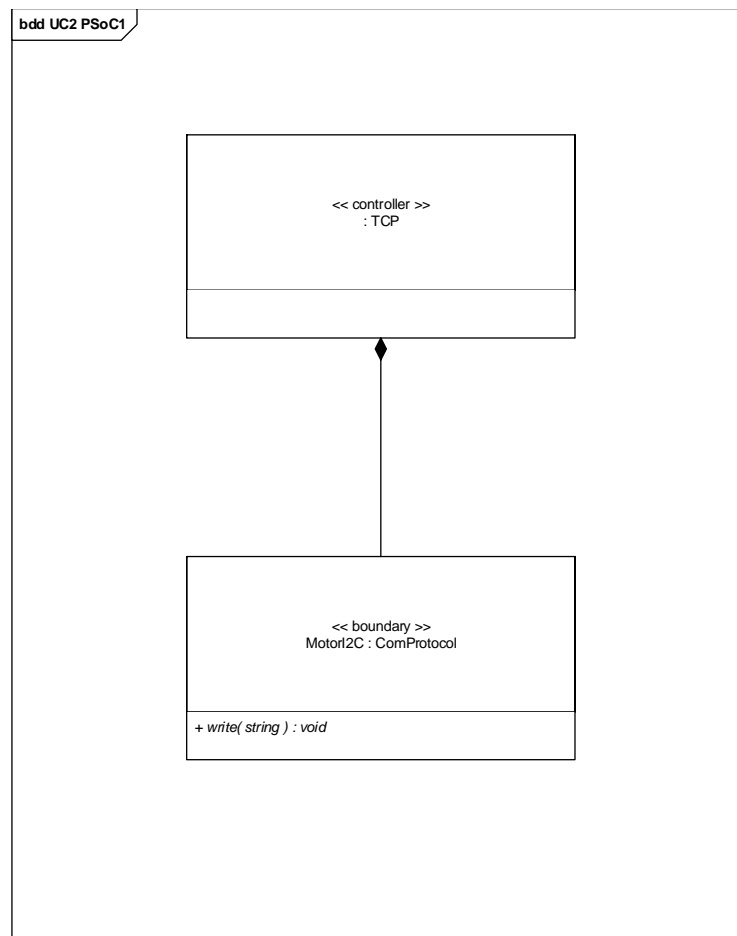 bdd UC2 PSoC1
<< controller >>
: TCP
<< boundary >>
MotorI2C : ComProtocol
+ write( string ) : void